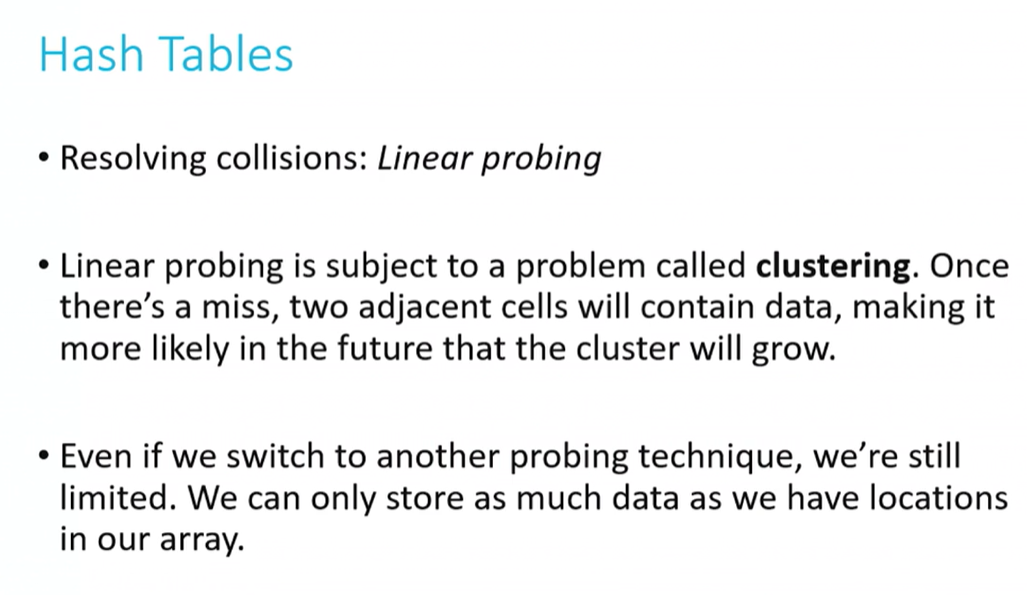 Hash Tables
• Resolving collisions: Linear probing
• Linear probing is subject to a problem called clustering. Once
there’s a miss, two adjacent cells will contain data, making it
more likely in the future that the cluster will grow.
• Even if we switch to another probing technique, we’re still
limited. We can only store as much data as we have locations
in our array.